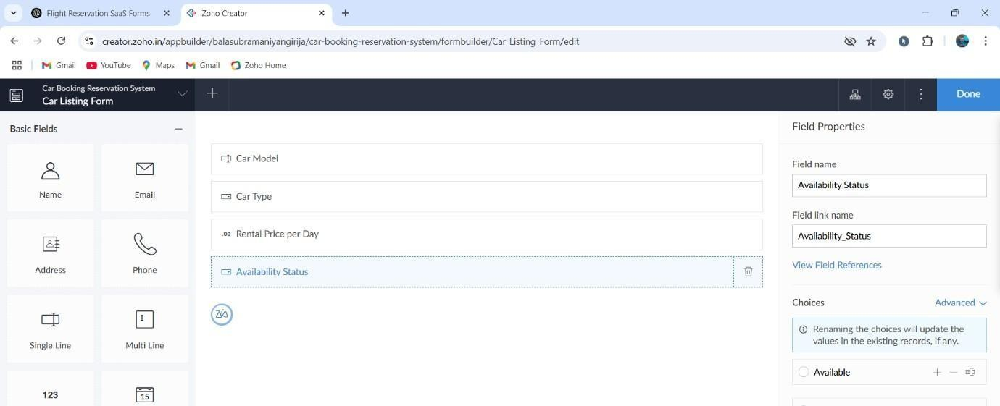 Flight Reservation SaaS Forms
Zoho Creator
creator.zoho.in/appbuilder/balasubramaniyangirija/car-booking-reservation-system/formbuilder/Car_Listing_Form/edit
Gmail
YouTube
Maps
Gmail
Zoho Home
Car Booking Reservation System
Car Listing Form
Done
Basic Fields
Name
Email
Address
Phone
Single Line
Multi Line
123
15
Car Model
Car Type
.00 Rental Price per Day
Availability Status
Zia
Field Properties
Field name
Availability Status
Field link name
Availability_Status
View Field References
Choices
Advanced
Renaming the choices will update the
values in the existing records, if any.
Available